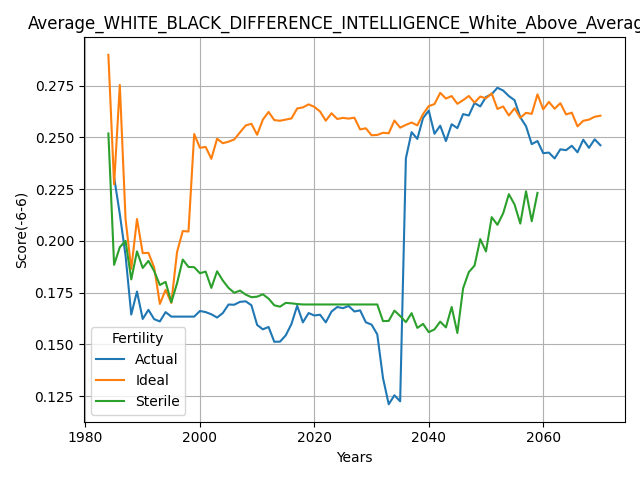 Average_WHITE_BLACK_DIFFERENCE_INTELLIGENCE_White_Above_Averag
Score(-6-6)
0.275
0.250
0.225
0.200
0.175
0.150
0.125
Fertility
Actual
Ideal
Sterile
1980 2000 2020 2040 2060
Years